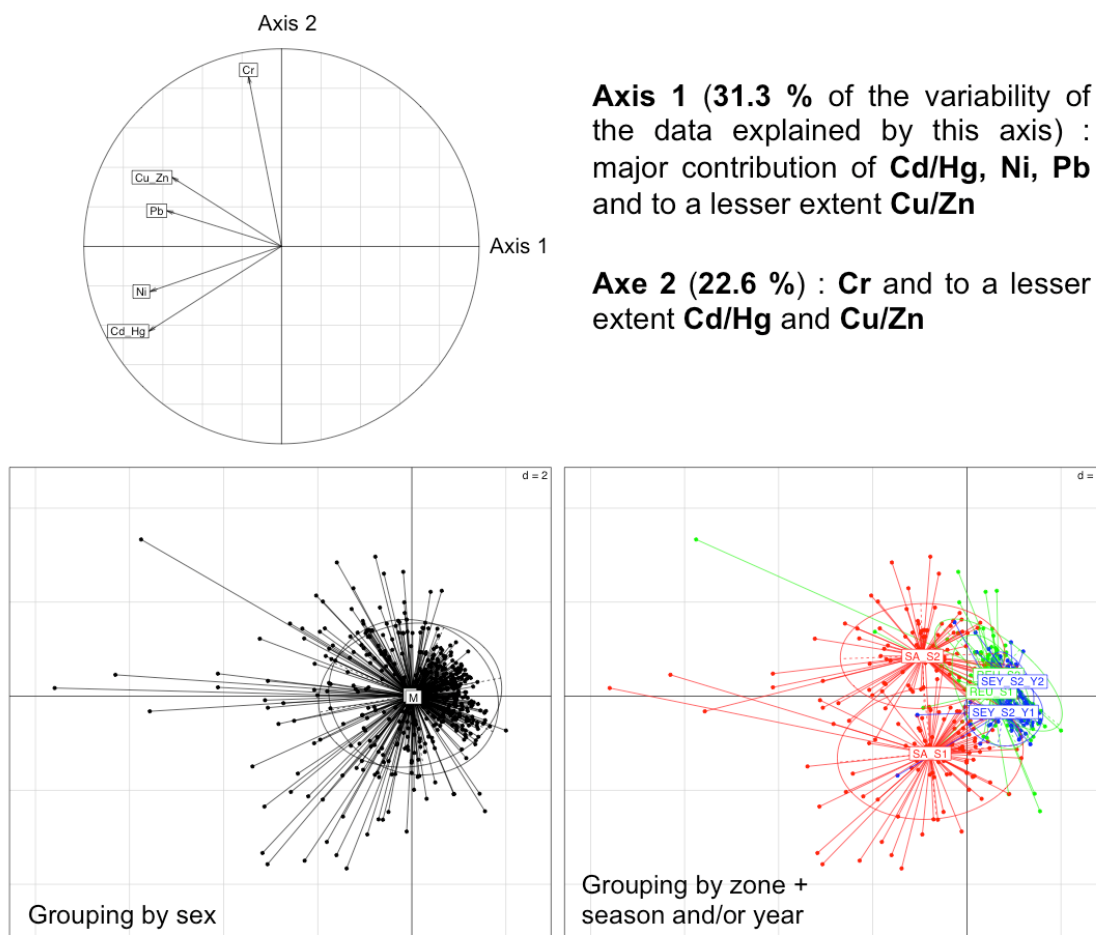 Axis 2
Cr
Cu_Zn
Pb
Axis 1
Ni
Cd_Hg
Axis 1 (31.3 % of the variability of
the data explained by this axis) :
major contribution of Cd/Hg, Ni, Pb
and to a lesser extent Cu/Zn
Axe 2 (22.6 %) : Cr and to a lesser
extent Cd/Hg and Cu/Zn
d = 2
M
Grouping by sex
d =
SA_S2
SEY_S2_Y2
REU_S1
SEY_S2_Y1
SA_S1
Grouping by zone +
season and/or year